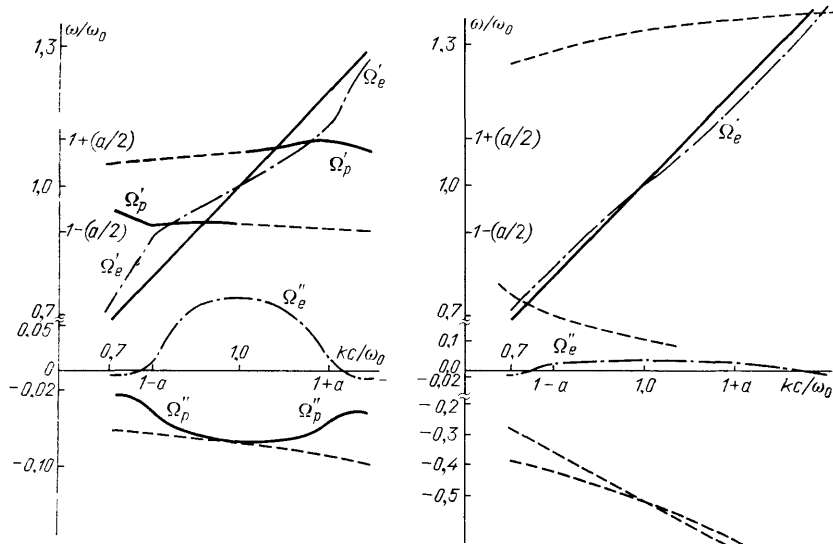 ω/ω₀
1,3
Ω'e
1+(a/2)
Ω'p
1,0
Ω'p
1-(a/2)
Ω'e
0,7
0.05
Ω''e
0,7
1,0
kc/ω₀
0
1-a
1+a
-0.02
Ω''p
Ω''p
-0,10
ω/ω₀
1,3
1+(a/2)
Ω'e
1,0
1-(a/2)
0,7
0,1
0,7
Ω''e
1,0
kc/ω₀
0,0
1-a
1+a
-0,02
-0,2
-0,3
-0,4
-0,5